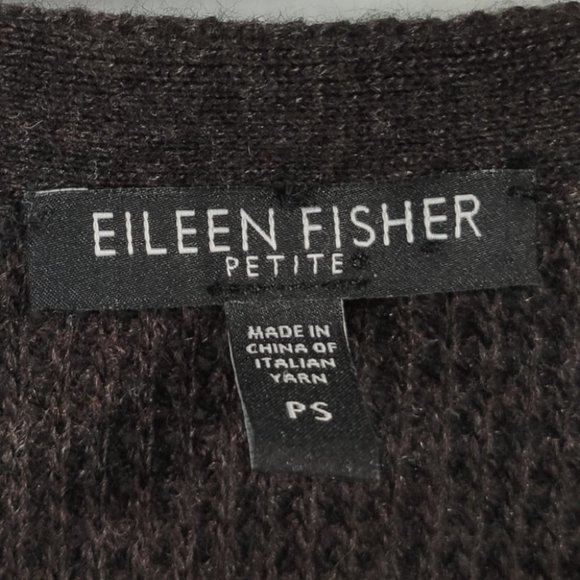 EILEEN FISHER
PETITE
MADE IN
CHINA OF
ITALIAN
YARN
PS